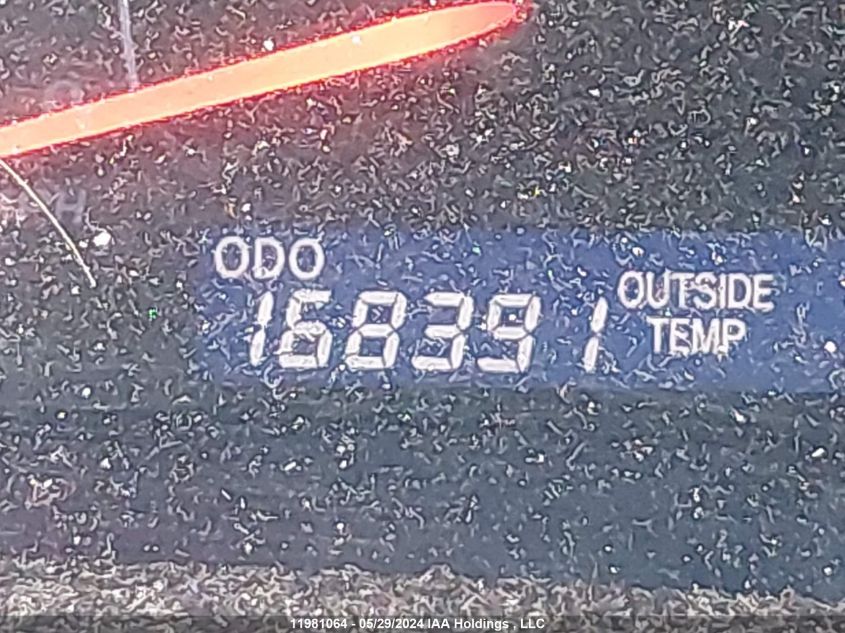 ODO
168391
OUTSIDE
TEMP
11981064 - 05/29/2024 IAA Holdings , LLC